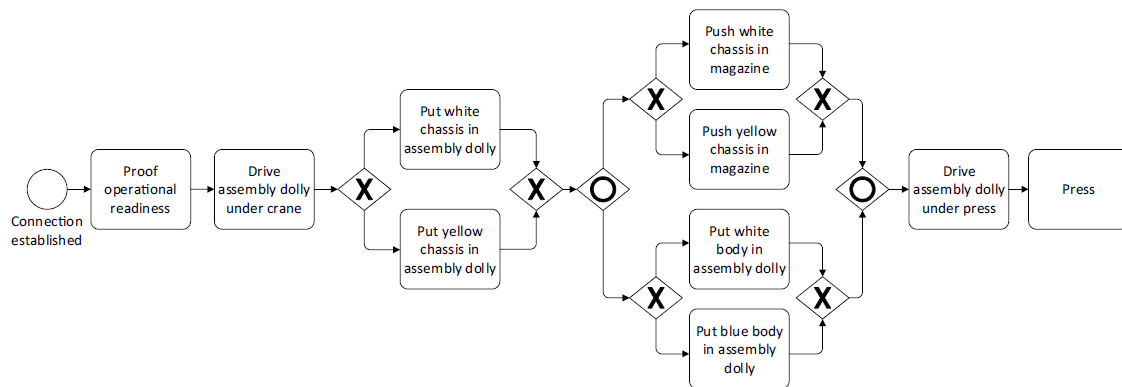 Connection
established
Proof
operational
readiness
Drive
assembly dolly
under crane
X
Put white
chassis in
assembly dolly
Put yellow
chassis in
assembly dolly
X
X
Push white
chassis in
magazine
Push yellow
chassis in
magazine
X
X
Put white
body in
assembly dolly
Put blue body
in assembly
dolly
X
Drive
assembly dolly
under press
Press